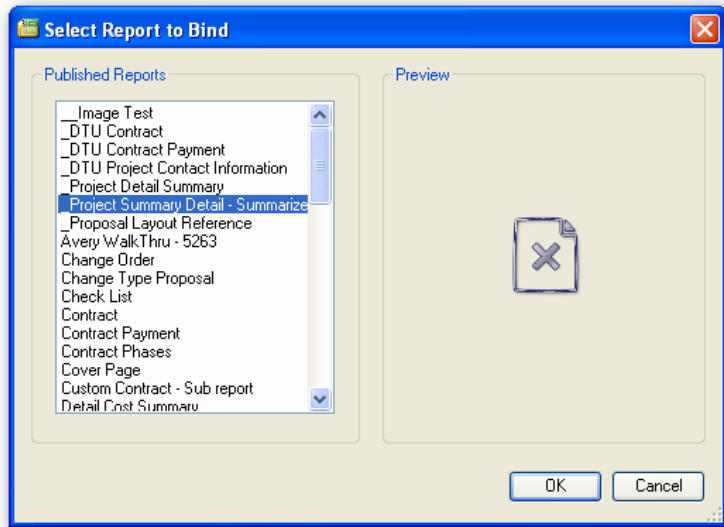 Select Report to Bind
Published Reports
__Image Test
_DTU Contract
_DTU Contract Payment
_DTU Project Contact Information
_Project Detail Summary
_Project Summary Detail - Summarize
_Proposal Layout Reference
Avery WalkThru - 5263
Change Order
Change Type Proposal
Check List
Contract
Contract Payment
Contract Phases
Cover Page
Custom Contract - Sub report
Detail Cost Summary
Preview
OK
Cancel